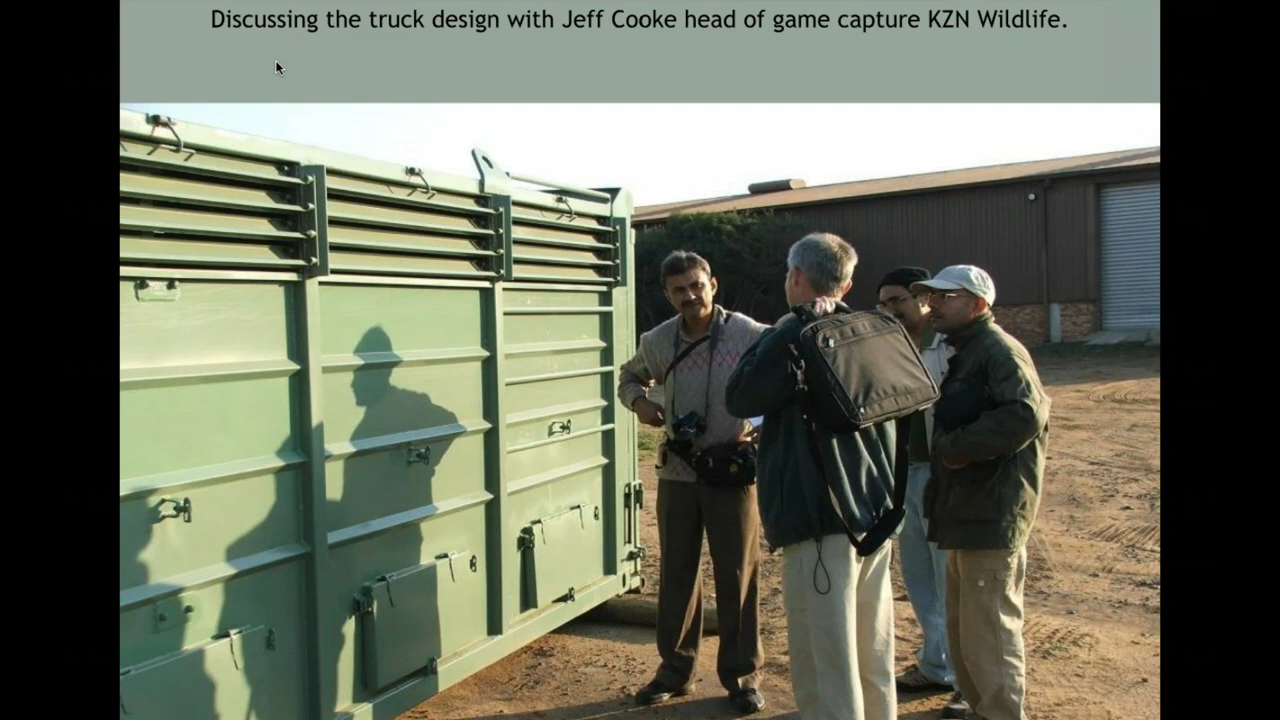 Discussing the truck design with Jeff Cooke head of game capture KZN Wildlife.